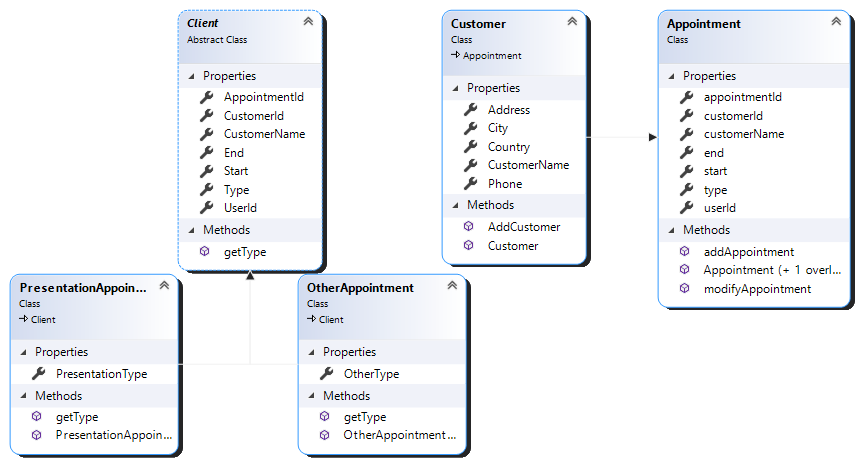 Client
Abstract Class
Properties
AppointmentId
CustomerId
CustomerName
End
Start
Type
UserId
Methods
getType
Customer
Class
Appointment
Properties
Address
City
Country
CustomerName
Phone
Methods
AddCustomer
Customer
Appointment
Class
Properties
appointmentId
customerId
customerName
end
start
type
userId
Methods
addAppointment
Appointment (+ 1 overl...
modifyAppointment
PresentationAppoin...
Class
Client
Properties
PresentationType
Methods
getType
PresentationAppoin...
OtherAppointment
Class
Client
Properties
OtherType
Methods
getType
OtherAppointment...